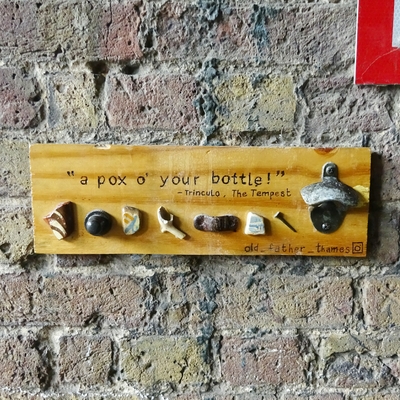 "a pox o' your bottle!"
-Trinculo, The Tempest
old_father_thames